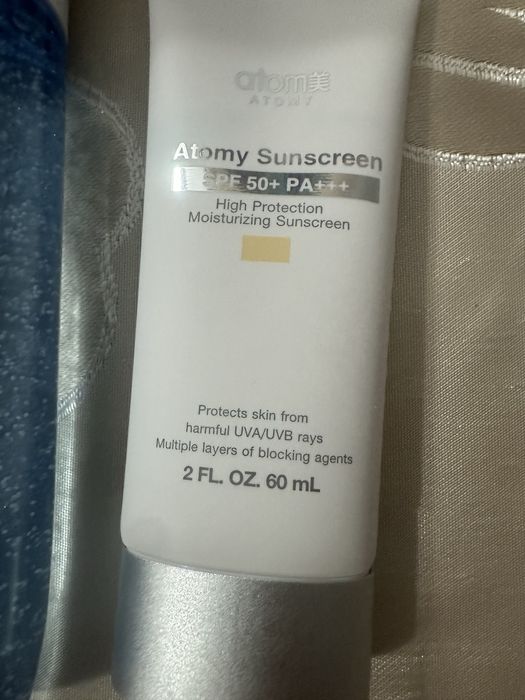 atom美
ATOMY
Atomy Sunscreen
SPF 50+ PA+++
High Protection
Moisturizing Sunscreen
Protects skin from
harmful UVA/UVB rays
Multiple layers of blocking agents
2 FL. OZ. 60 mL